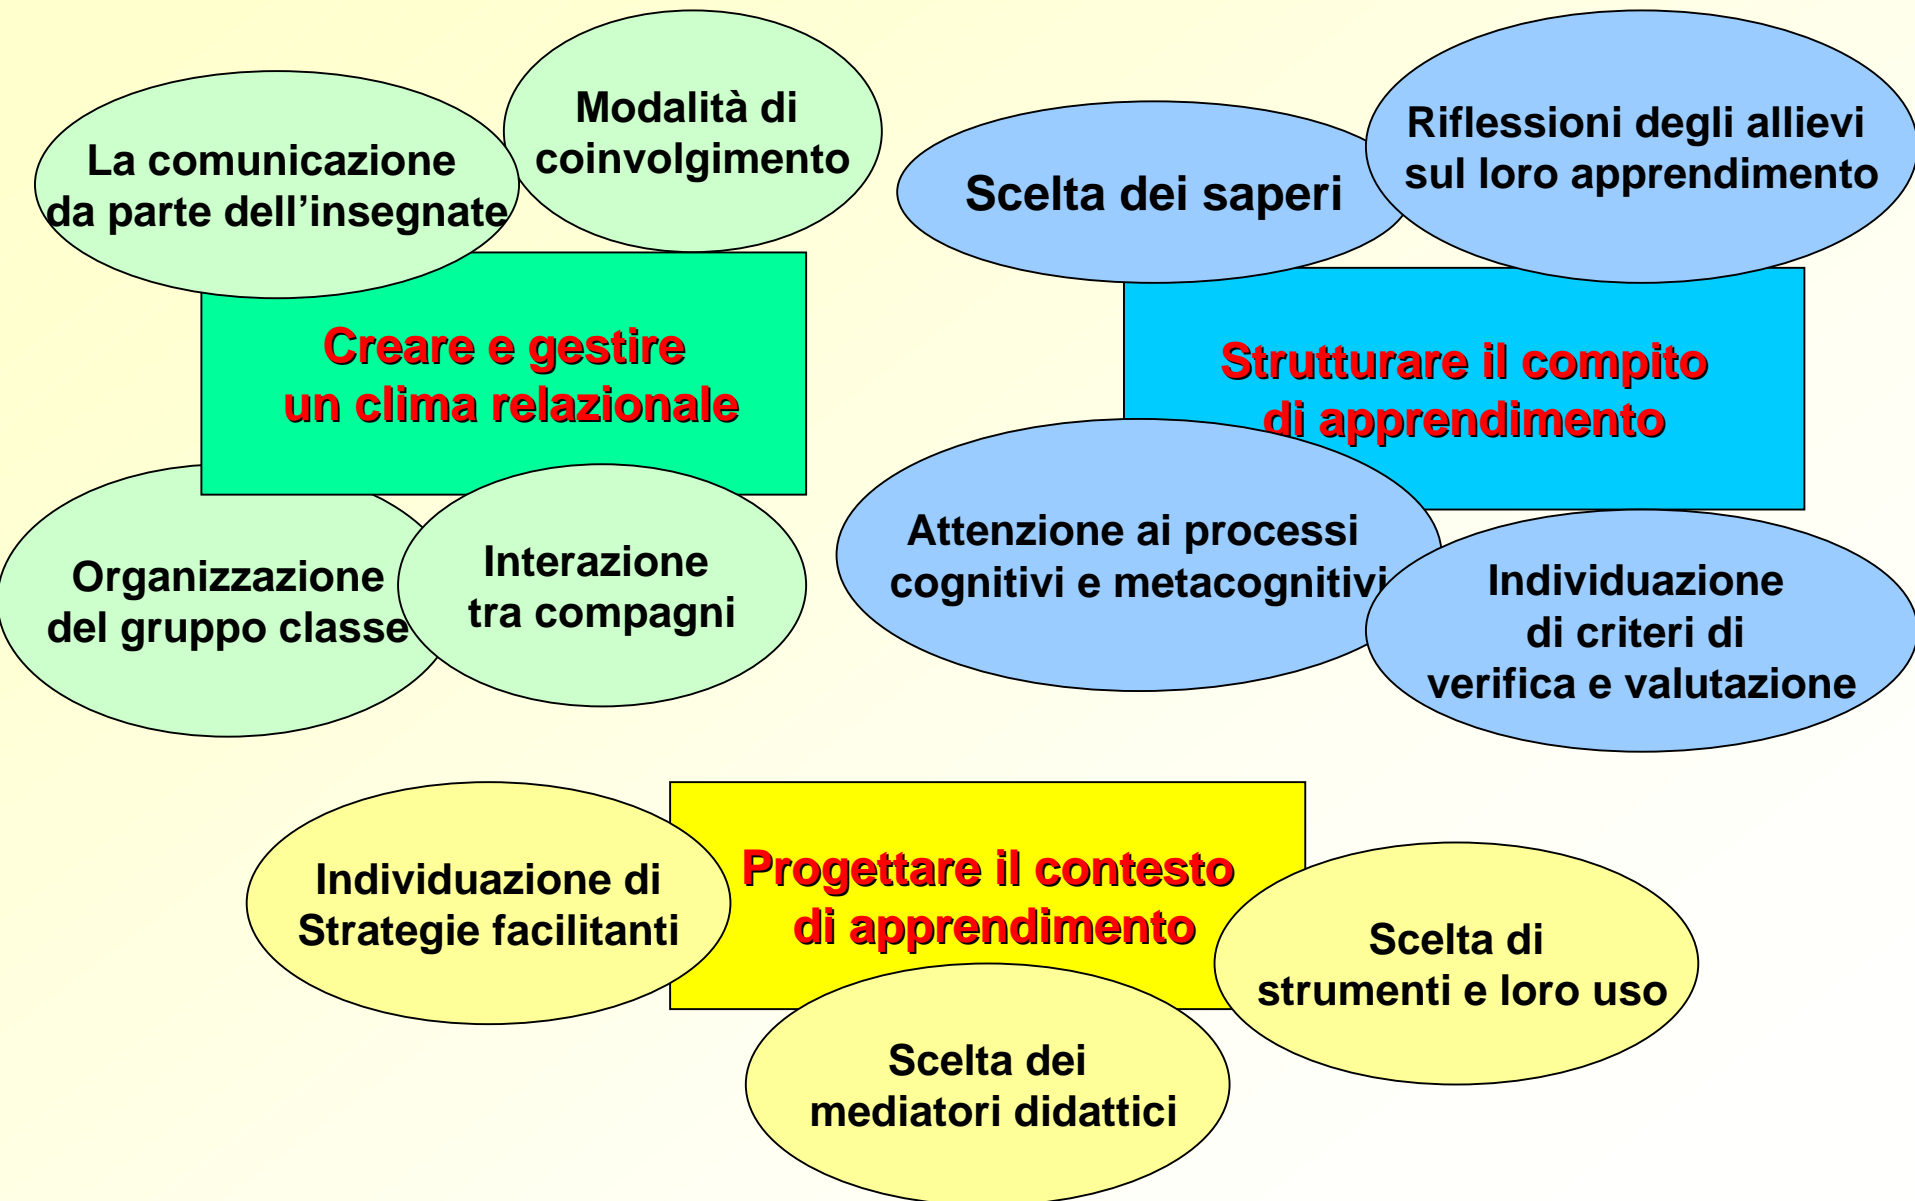 La comunicazione
da parte dell’insegnate
Modalità di
coinvolgimento
Creare e gestire
un clima relazionale
Organizzazione
del gruppo classe
Interazione
tra compagni
Scelta dei saperi
Riflessioni degli allievi
sul loro apprendimento
Strutturare il compito
di apprendimento
Attenzione ai processi
cognitivi e metacognitivi
Individuazione
di criteri di
verifica e valutazione
Individuazione di
Strategie facilitanti
Progettare il contesto
di apprendimento
Scelta dei
mediatori didattici
Scelta di
strumenti e loro uso